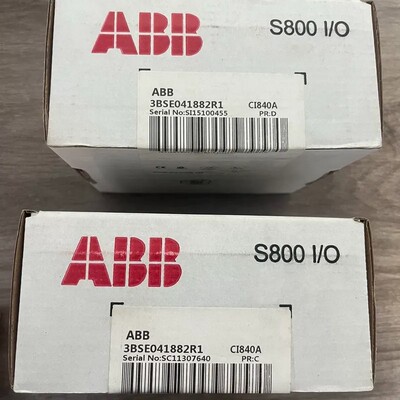 ABB
S800 I/O
ABB
3BSE041882R1 CI840A
Serial No:SI15100455 PR:D
ABB
S800 I/O
ABB
3BSE041882R1 CI840A
Serial No:SC11307640 PR:C